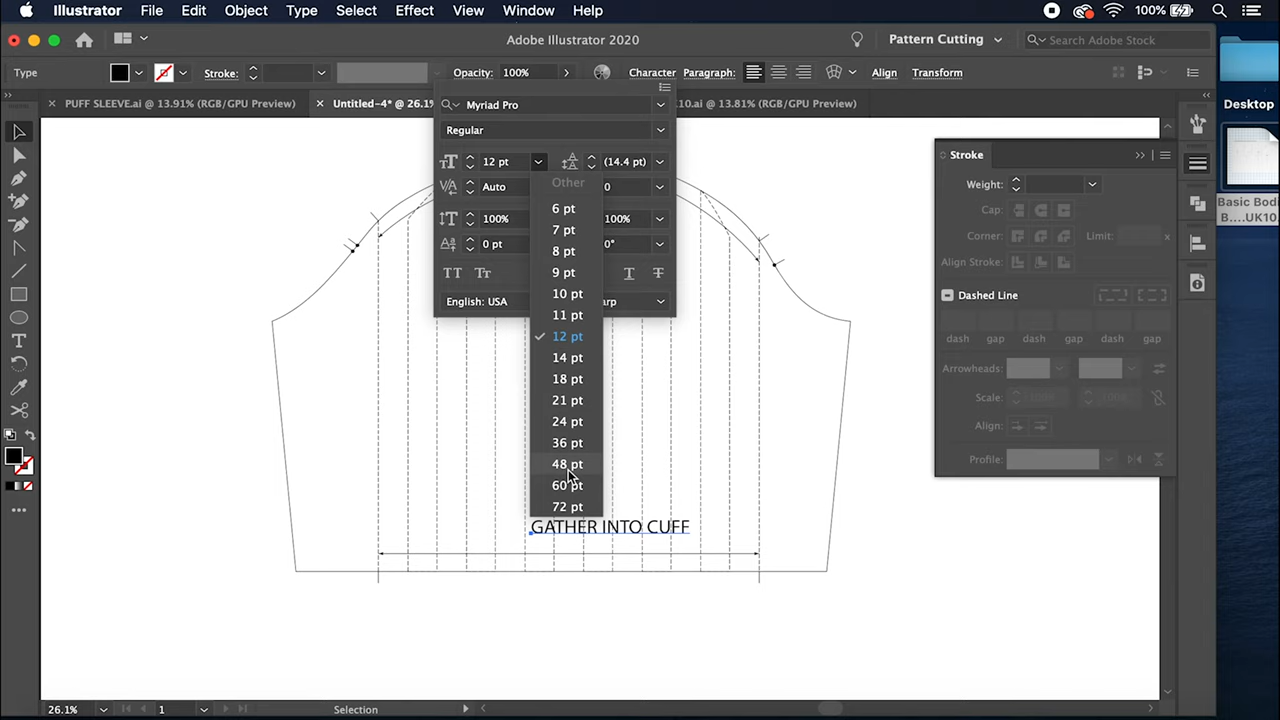 Illustrator File Edit Object Type Select Effect View Window Help 100%
Adobe Illustrator 2020 Pattern Cutting Search Adobe Stock
Type Stroke: Opacity: 100% Character Paragraph: Align Transform
PUFF SLEEVE.ai @ 13.91% (RGB/GPU Preview) Untitled-4* @ 26.1% K10.ai @ 13.81% (RGB/GPU Preview)
Desktop
Basic Bodi
B....UK10
Myriad Pro
Regular
12 pt (14.4 pt)
Auto 0
100% 100%
0 pt 0°
English: USA arp
Other
6 pt
7 pt
8 pt
9 pt
10 pt
11 pt
12 pt
14 pt
18 pt
21 pt
24 pt
36 pt
48 pt
60 pt
72 pt
GATHER INTO CUFF
Stroke
Weight:
Cap:
Corner: Limit: x
Align Stroke:
Dashed Line
dash gap dash gap dash gap
Arrowheads:
Scale:
Align:
Profile:
26.1% 1 Selection